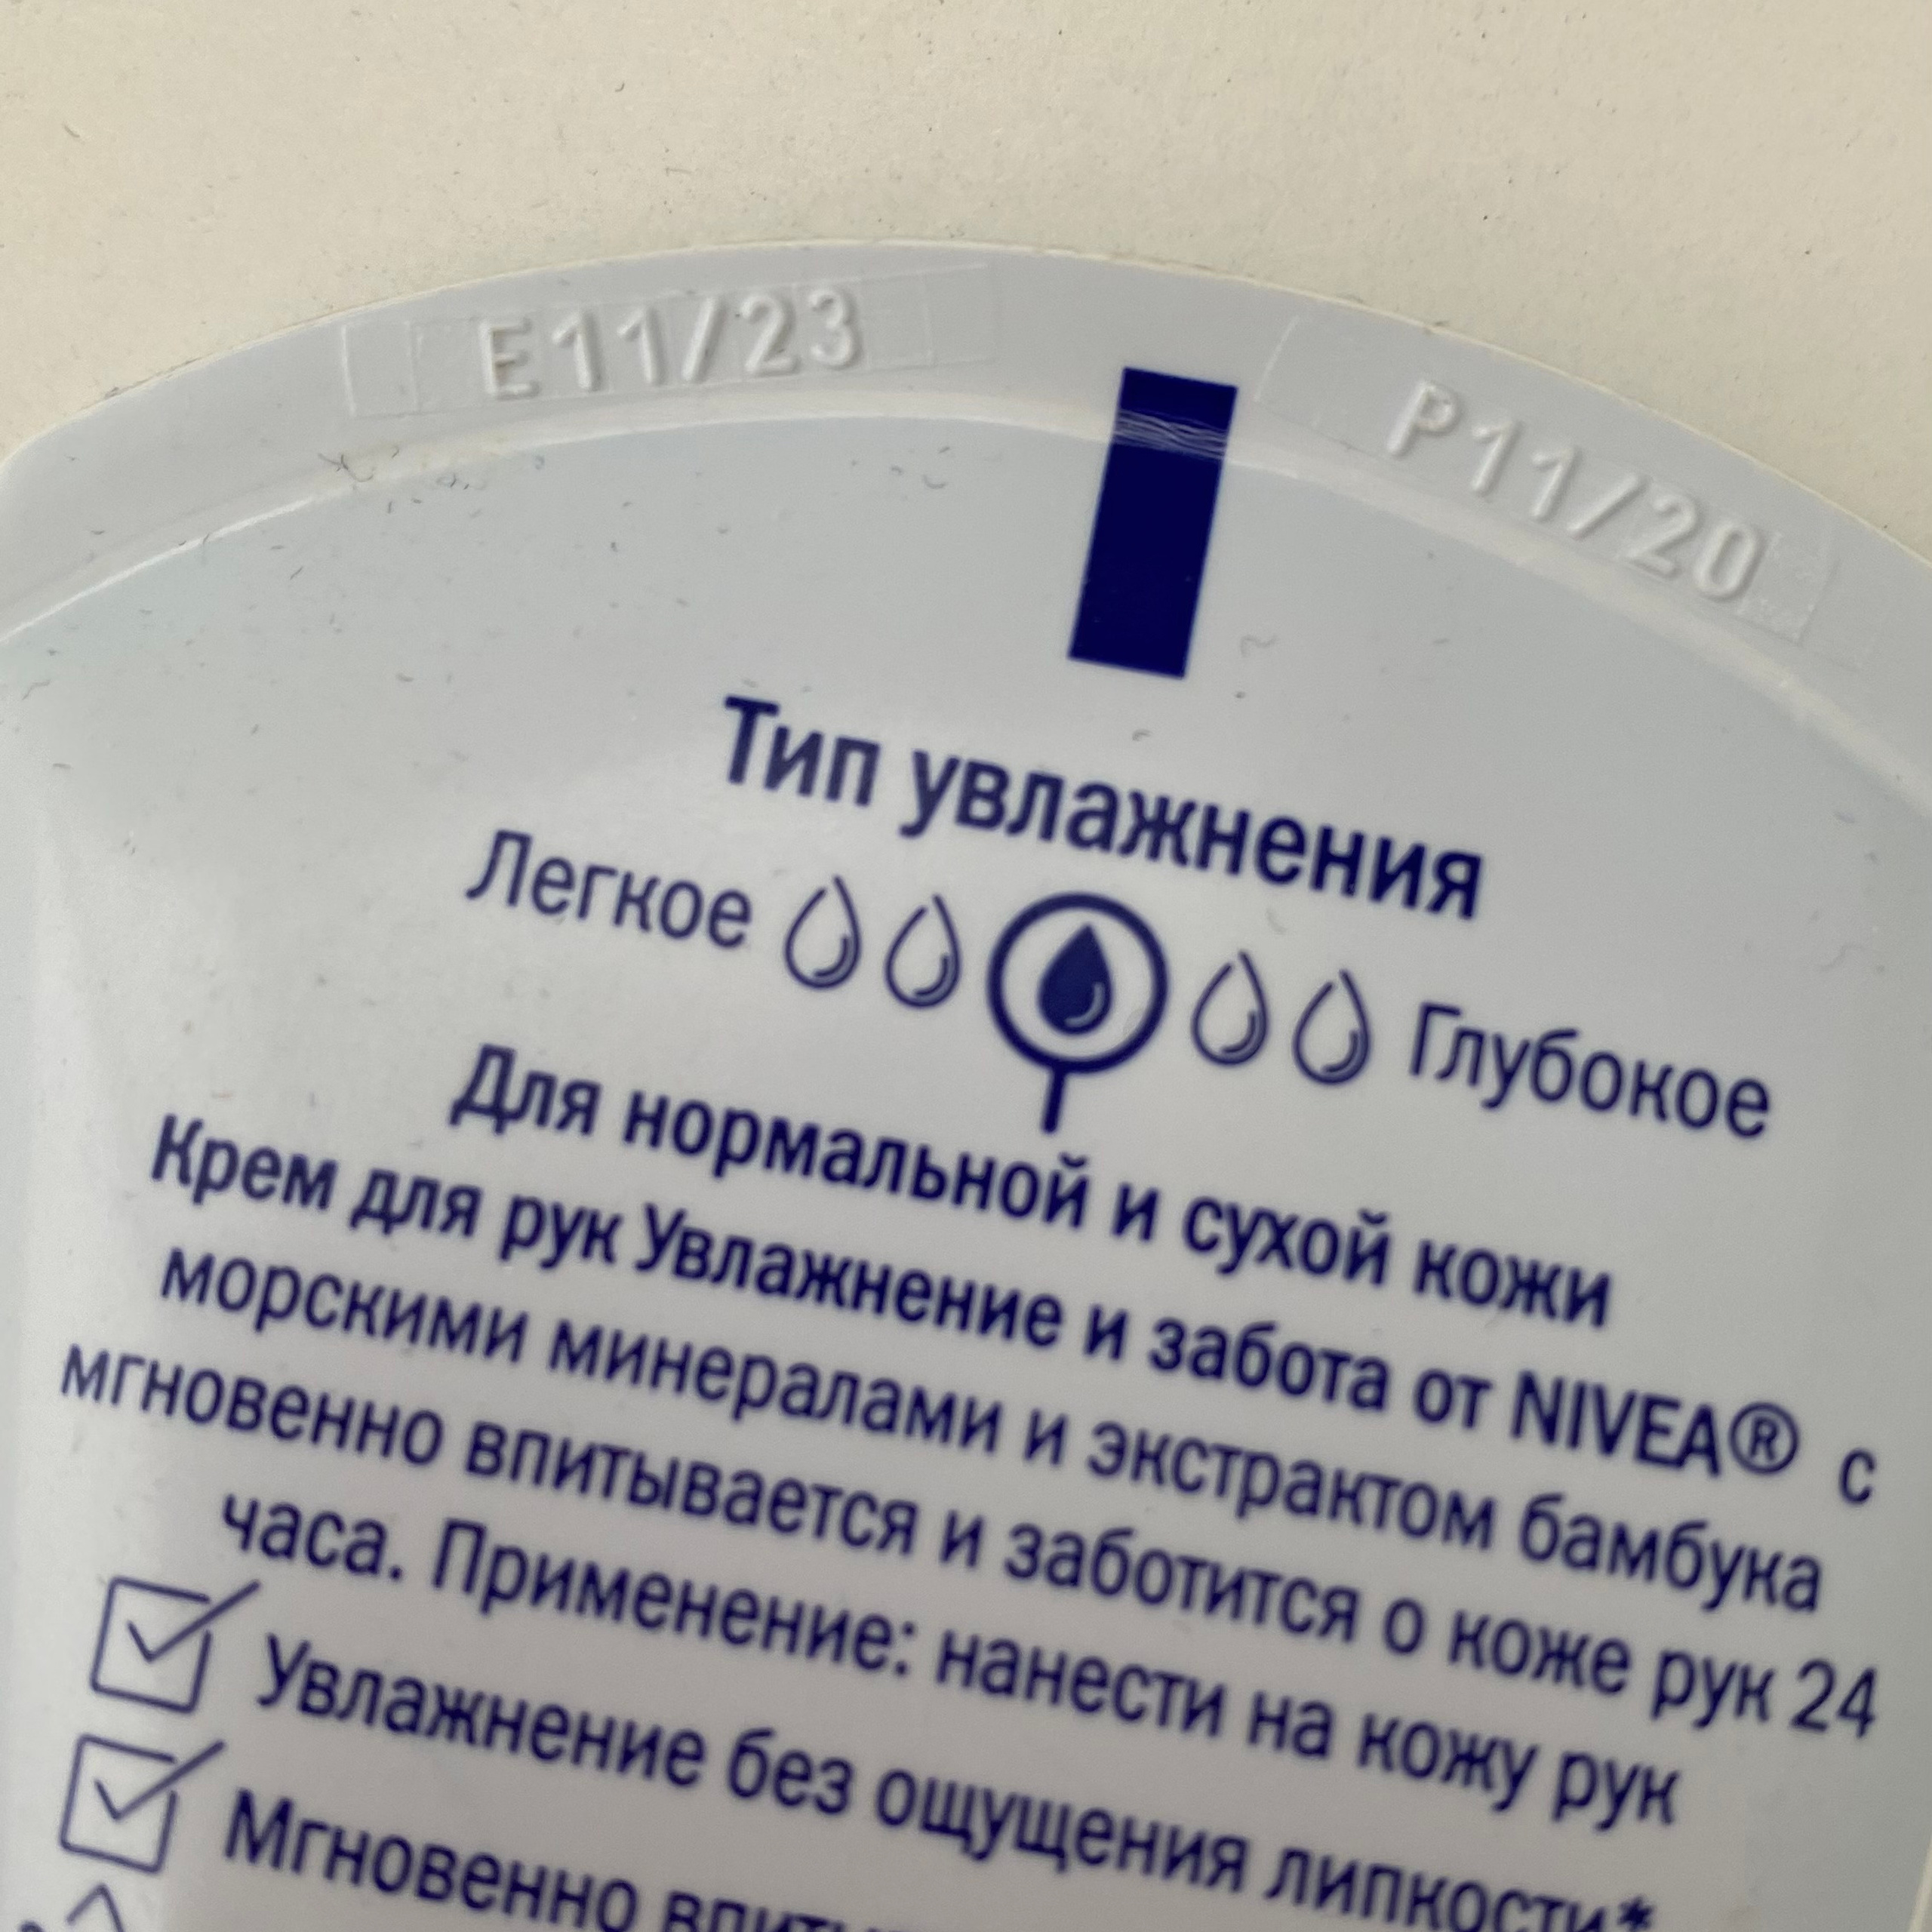 E11/23
P11/20
Тип увлажнения
Легкое Глубокое
Для нормальной и сухой кожи
Крем для рук Увлажнение и забота от NIVEA® с
морскими минералами и экстрактом бамбука
мгновенно впитывается и заботится о коже рук 24
часа. Применение: нанести на кожу рук
Увлажнение без ощущения липкости*
Мгновенно